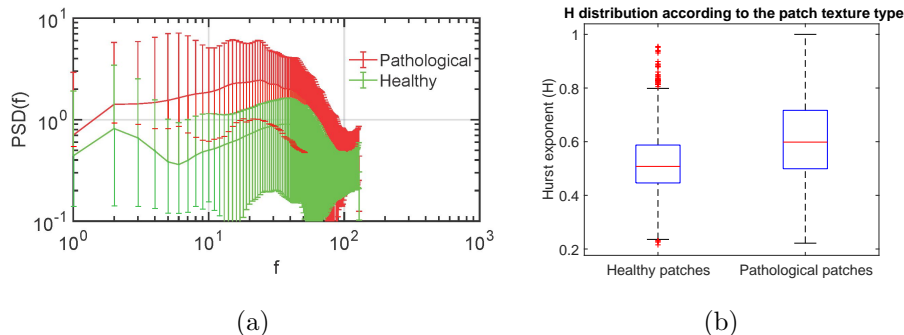 10^1
10^0
10^-1
PSD(f)
Pathological
Healthy
10^0
10^1
10^2
10^3
f
(a)
H distribution according to the patch texture type
1
0.8
0.6
0.4
0.2
Hurst exponent (H)
Healthy patches
Pathological patches
(b)